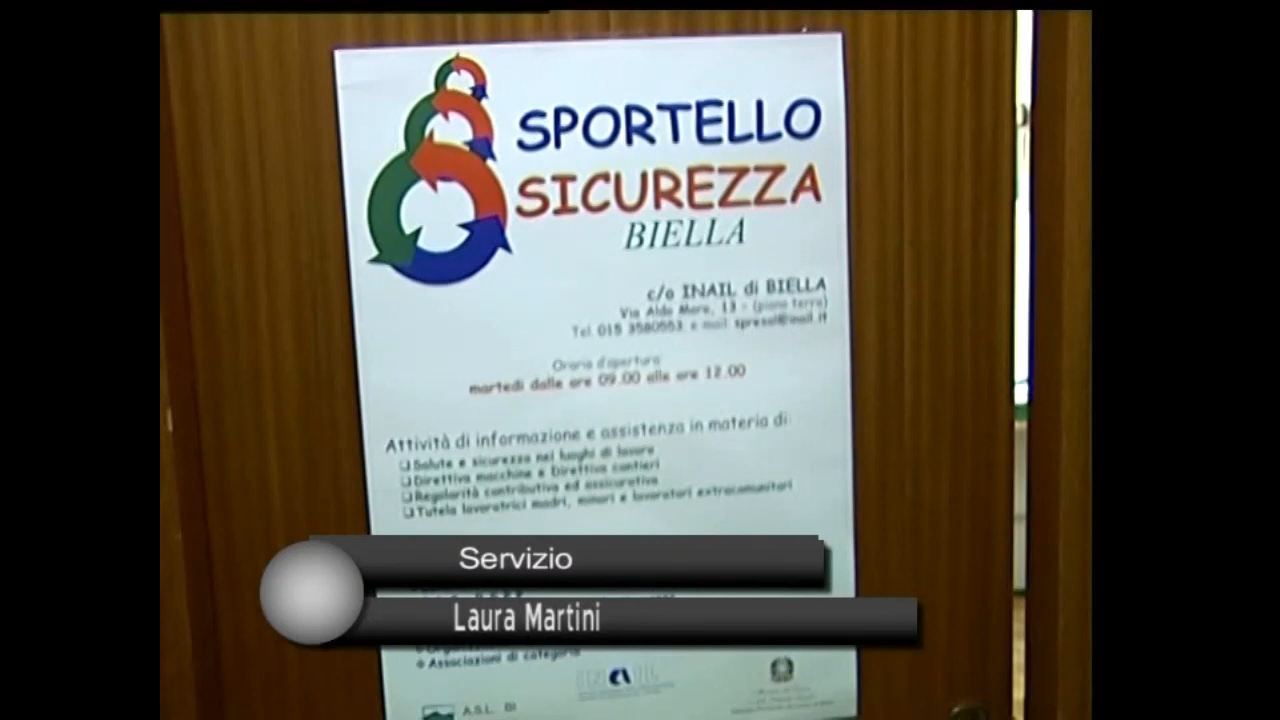 SPORTELLO
SICUREZZA
BIELLA
c/o INAIL di BIELLA
Via Aldo Moro, 13 - (piano terra)
Tel. 015 3580553 e-mail: spresal@inail.it
Orario d'apertura:
martedì dalle ore 09.00 alle ore 12.00
Attività di informazione e assistenza in materia di:
❑ Salute e sicurezza nei luoghi di lavoro
❑ Direttiva macchine e Direttiva cantieri
❑ Regolarità contributiva ed assicurativa
❑ Tutela lavoratrici madri, minori e lavoratori extracomunitari
Servizio
Laura Martini
Associazioni di categoria
A.S.L. BI